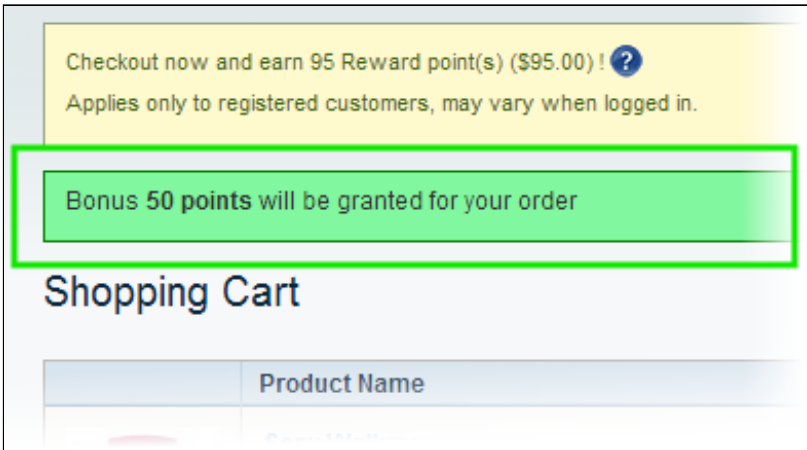 Checkout now and earn 95 Reward point(s) ($95.00) ! ?
Applies only to registered customers, may vary when logged in.
Bonus 50 points will be granted for your order
Shopping Cart
Product Name